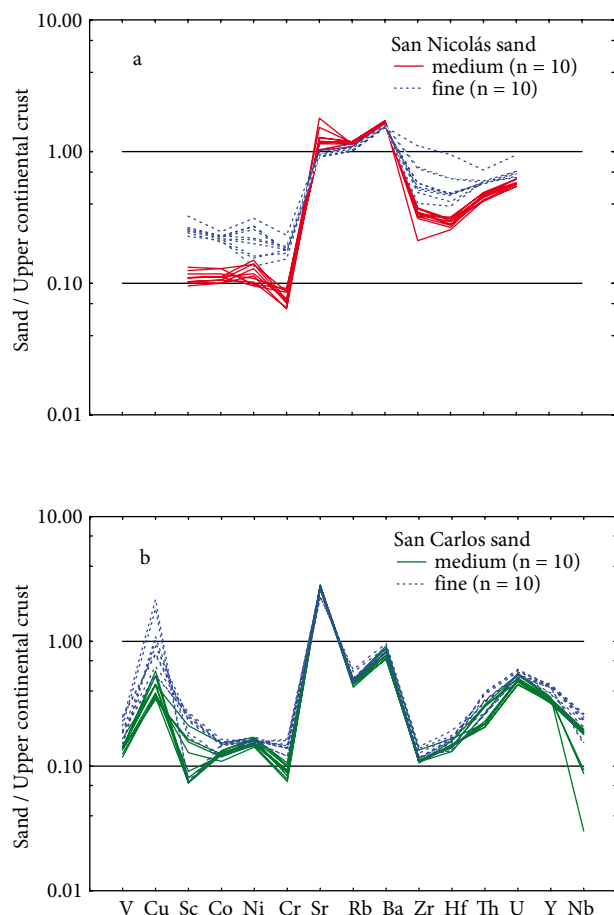 10.00
San Nicolás sand
a
medium (n = 10)
fine (n = 10)
1.00
0.10
0.01
Sand / Upper continental crust
10.00
San Carlos sand
b
medium (n = 10)
fine (n = 10)
1.00
0.10
0.01
Sand / Upper continental crust
V Cu Sc Co Ni Cr Sr Rb Ba Zr Hf Th U Y Nb